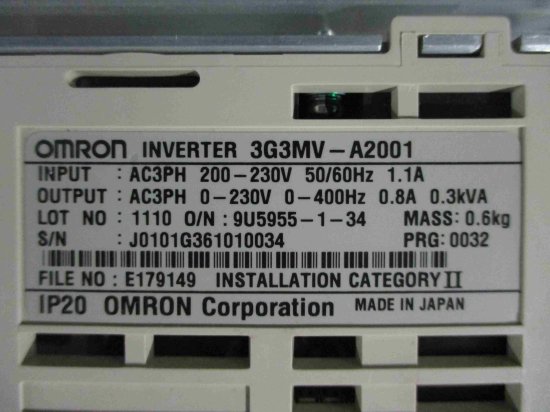 OMRON INVERTER 3G3MV-A2001
INPUT : AC3PH 200-230V 50/60Hz 1.1A
OUTPUT : AC3PH 0-230V 0-400Hz 0.8A 0.3kVA
LOT NO : 1110 O/N : 9U5955-1-34 MASS: 0.6kg
S/N : J0101G361010034 PRG: 0032
FILE NO : E179149 INSTALLATION CATEGORY II
IP20 OMRON Corporation MADE IN JAPAN